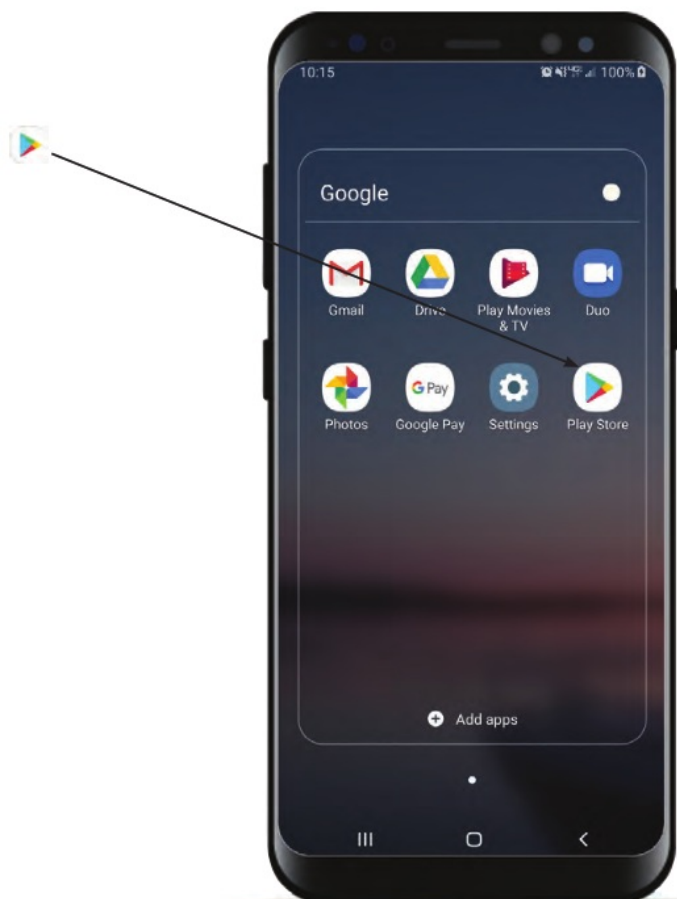 10:15
100%
Google
Gmail
Drive
Play Movies
& TV
Duo
Photos
G Pay
Google Pay
Settings
Play Store
Add apps